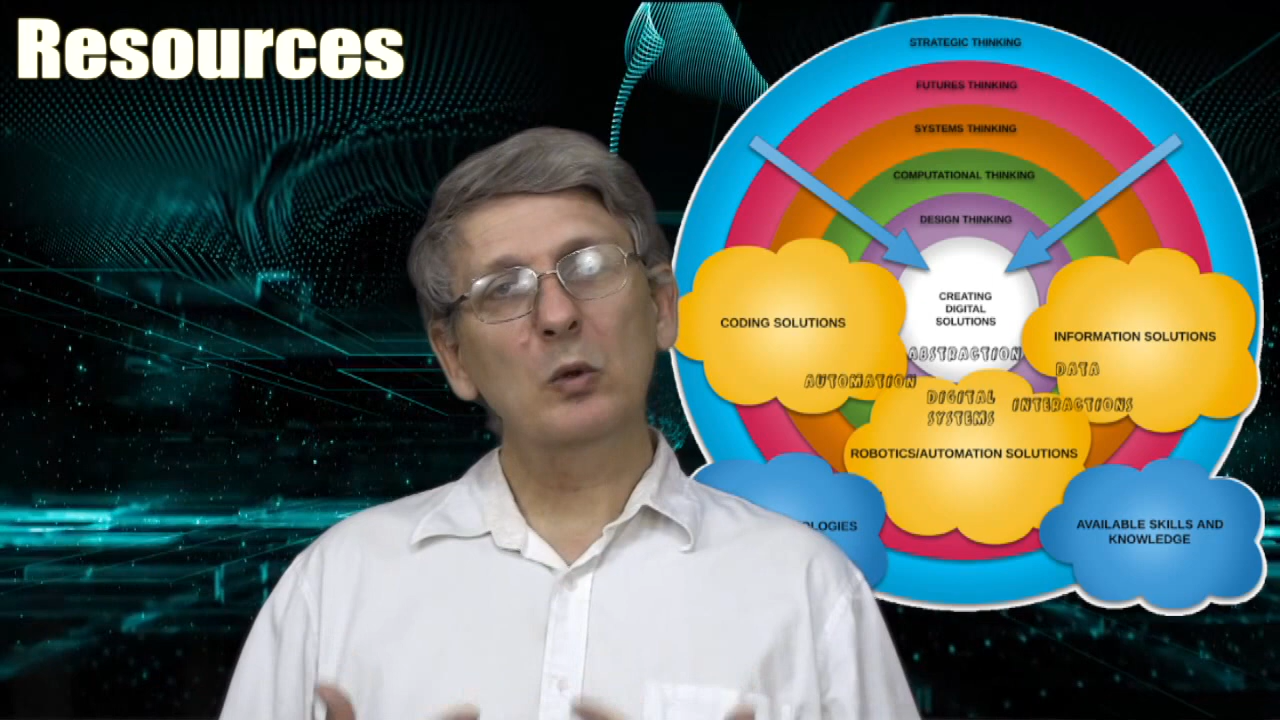 Resources
STRATEGIC THINKING
FUTURES THINKING
SYSTEMS THINKING
COMPUTATIONAL THINKING
DESIGN THINKING
CREATING
DIGITAL
SOLUTIONS
CODING SOLUTIONS
INFORMATION SOLUTIONS
ABSTRACTION
DATA
AUTOMATION
DIGITAL
SYSTEMS
INTERACTIONS
ROBOTICS/AUTOMATION SOLUTIONS
AVAILABLE SKILLS AND
KNOWLEDGE